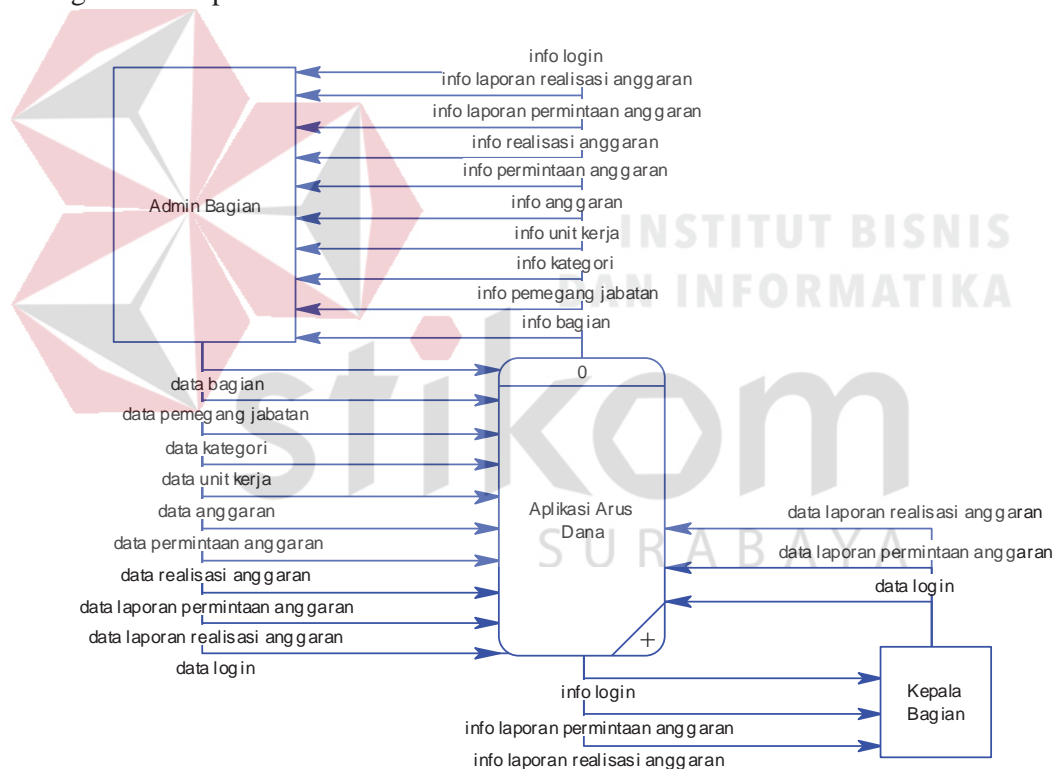 info login
info laporan realisasi anggaran
info laporan permintaan anggaran
info realisasi anggaran
info permintaan anggaran
info anggaran
info unit kerja
info kategori
info pemegang jabatan
info bagian
Admin Bagian
INSTITUT BISNIS
DAN INFORMATIKA
stikom
SURABAYA
0
Aplikasi Arus
Dana
+
data bagian
data pemegang jabatan
data kategori
data unit kerja
data anggaran
data permintaan anggaran
data realisasi anggaran
data laporan permintaan anggaran
data laporan realisasi anggaran
data login
data laporan realisasi anggaran
data laporan permintaan anggaran
data login
Kepala
Bagian
info login
info laporan permintaan anggaran
info laporan realisasi anggaran